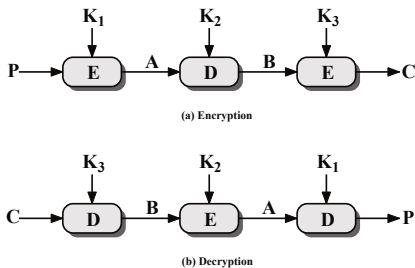 K1 K2 K3
P E A D B E C
(a) Encryption
K3 K2 K1
C D B E A D P
(b) Decryption